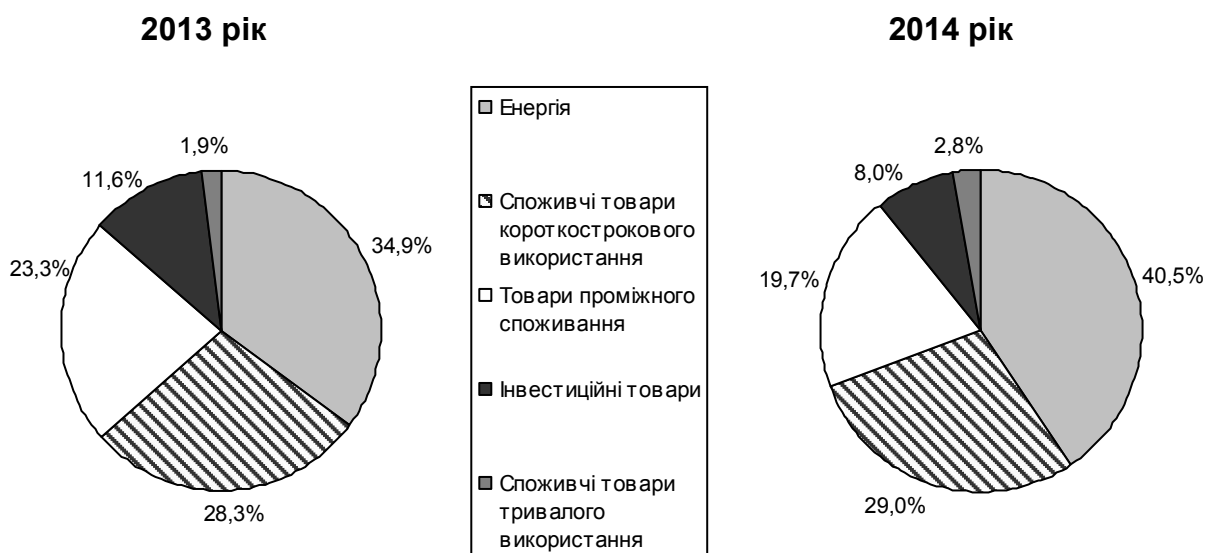 2013 рік
2014 рік
1,9%
11,6%
34,9%
23,3%
28,3%
Енергія
Споживчі товари
короткострокового
використання
Товари проміжного
споживання
Інвестиційні товари
Споживчі товари
тривалого
використання
2,8%
8,0%
40,5%
19,7%
29,0%